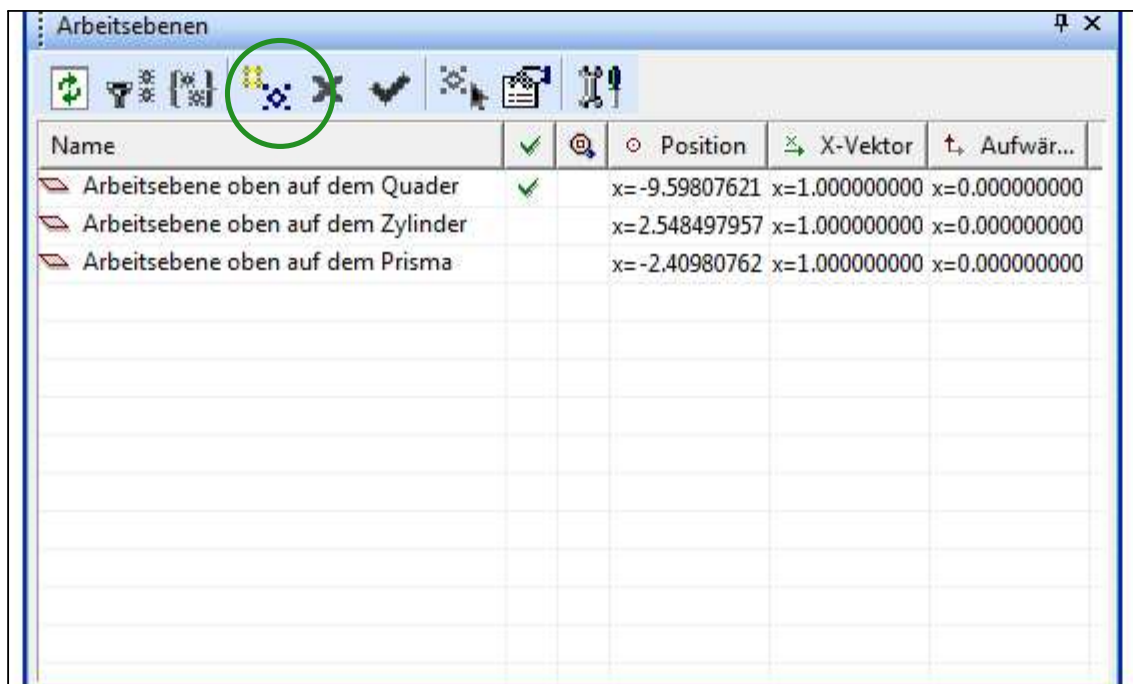 Arbeitsebenen
Name Position X-Vektor Aufwär...
Arbeitsebene oben auf dem Quader x=-9.59807621 x=1.000000000 x=0.000000000
Arbeitsebene oben auf dem Zylinder x=2.548497957 x=1.000000000 x=0.000000000
Arbeitsebene oben auf dem Prisma x=-2.40980762 x=1.000000000 x=0.000000000